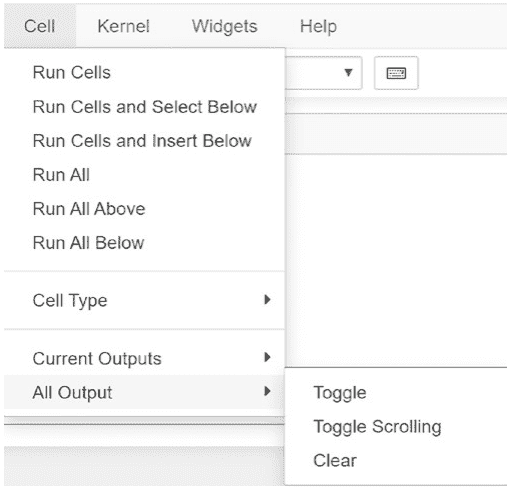 Cell Kernel Widgets Help
Run Cells
Run Cells and Select Below
Run Cells and Insert Below
Run All
Run All Above
Run All Below
Cell Type
Current Outputs
All Output
Toggle
Toggle Scrolling
Clear